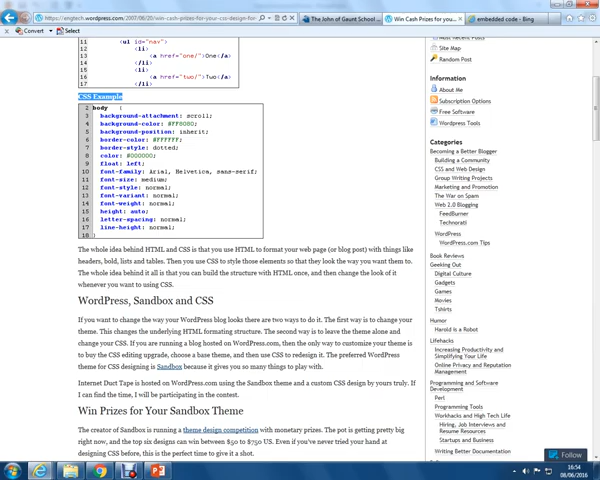 https://engtech.wordpress.com/2007/06/20/win-cash-prizes-for-your-css-design-fo
The John of Gaunt School ...
Win Cash Prizes for You...
embedded code - Bing
Convert
Select
11 <ul id="nav">
12 <li>
13 <a href="one/">One</a>
14 </li>
15 <li>
16 <a href="two/">Two</a>
17 </li>
CSS Example
2 body :
3 background-attachment: scroll;
4 background-color: #FF8080;
5 background-position: inherit;
6 border-color: #FFFFFF;
7 border-style: dotted;
8 color: #000000;
9 float: left;
10 font-family: Arial, Helvetica, sans-serif;
11 font-size: medium;
12 font-style: normal;
13 font-variant: normal;
14 font-weight: normal;
15 height: auto;
16 letter-spacing: normal;
17 line-height: normal;
18 }
The whole idea behind HTML and CSS is that you use HTML to format your web page (or blog post) with things like
headers, bold, lists and tables. Then you use CSS to style those elements so that they look the way you want them to.
The whole idea behind it all is that you can build the structure with HTML once, and then change the look of it
whenever you want to using CSS.
WordPress, Sandbox and CSS
If you want to change the way your WordPress blog looks there are two ways to do it. The first way is to change your
theme. This changes the underlying HTML formatting structure. The second way is to leave the theme alone and
change your CSS. If you are running a blog hosted on WordPress.com, then the only way to customize your theme is
to buy the CSS editing upgrade, choose a base theme, and then use CSS to redesign it. The preferred WordPress
theme for CSS designing is Sandbox because it gives you so many things to play with.
Internet Duct Tape is hosted on WordPress.com using the Sandbox theme and a custom CSS design by yours truly. If
I can find the time, I will be participating in the contest.
Win Prizes for Your Sandbox Theme
The creator of Sandbox is running a theme design competition with monetary prizes. The pot is getting pretty big
right now, and the top six designs can win between $50 to $750 US. Even if you've never tried your hand at
designing CSS before, this is the perfect time to give it a shot.
Most Recent Posts
Site Map
Random Post
Information
About Me
Subscription Options
Free Software
Wordpress Tools
Categories
Becoming a Better Blogger
Building a Community
CSS and Web Design
Group Writing Projects
Marketing and Promotion
The War on Spam
Web 2.0 Blogging
FeedBurner
Technorati
WordPress
WordPress.com Tips
Book Reviews
Geeking Out
Digital Culture
Gadgets
Games
Movies
Tshirts
Humor
Harold is a Robot
Lifehacks
Increasing Productivity and
Simplifying Your Life
Online Privacy and Reputation
Management
Programming and Software
Development
Perl
Programming Tools
Workhacks and High Tech Life
Hiring, Job Interviews and
Resume Resources
Startups and Business
Writing Better Documentation
Follow
16:54
08/06/2016